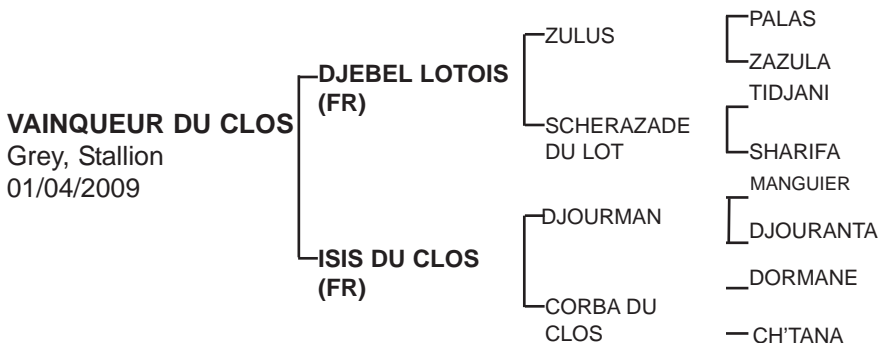 VAINQUEUR DU CLOS
Grey, Stallion
01/04/2009
DJEBEL LOTOIS
(FR)
ISIS DU CLOS
(FR)
ZULUS
SCHERAZADE
DU LOT
DJOURMAN
CORBA DU
CLOS
PALAS
ZAZULA
TIDJANI
SHARIFA
MANGUIER
DJOURANTA
DORMANE
CH'TANA